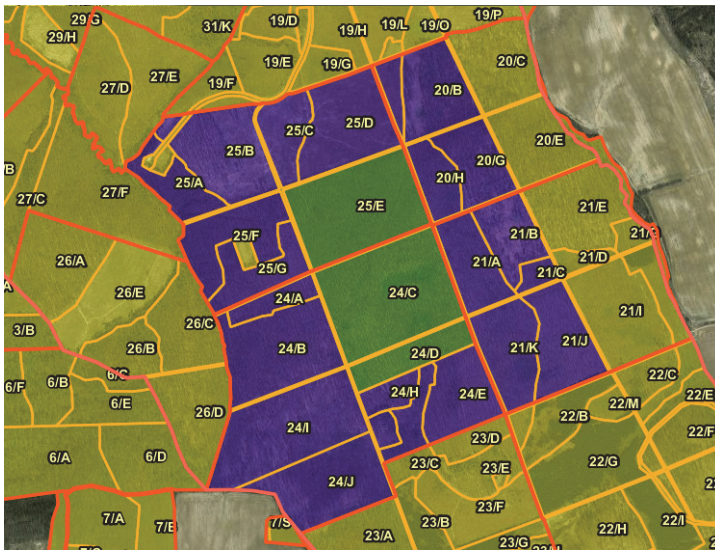 29/G
29/H
31/K
19/D
19/H
19/L
19/O
19/P
27/D
27/E
19/E
19/G
19/F
20/C
20/B
25/C
25/D
20/E
25/B
20/G
25/A
20/H
27/C
27/F
25/E
21/E
25/F
21/B
21/D
26/A
25/G
21/A
21/C
26/E
24/A
24/C
21/I
26/C
3/B
26/B
24/B
24/D
21/K
21/J
6/F
6/B
6/E
22/C
24/H
24/E
22/E
22/M
26/D
22/B
24/I
23/D
22/F
6/A
6/D
23/C
23/E
22/G
24/J
23/F
7/A
23/B
22/I
22/H
23/A
23/G